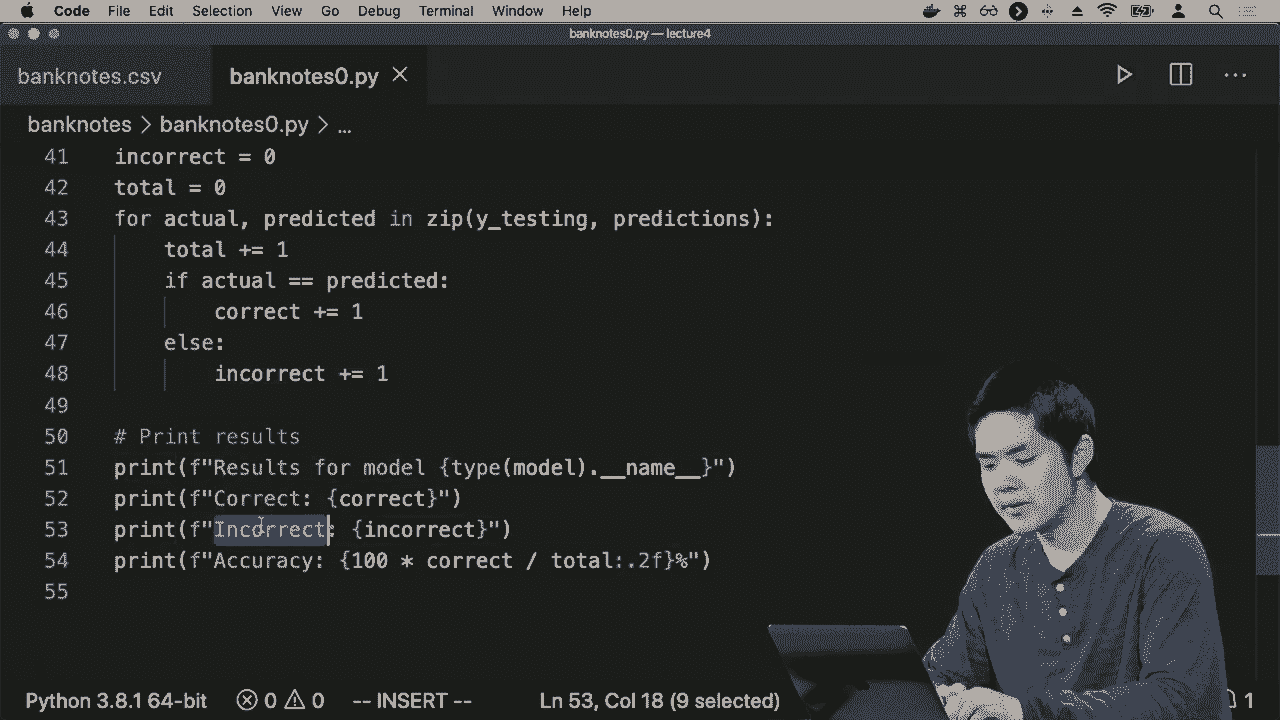 Code File Edit Selection View Go Debug Terminal Window Help
banknotes0.py — lecture4
banknotes.csv banknotes0.py
banknotes > banknotes0.py > ...
41 incorrect = 0
42 total = 0
43 for actual, predicted in zip(y_testing, predictions):
44 total += 1
45 if actual == predicted:
46 correct += 1
47 else:
48 incorrect += 1
49
50 # Print results
51 print(f"Results for model {type(model).__name__}")
52 print(f"Correct: {correct}")
53 print(f"Incorrect: {incorrect}")
54 print(f"Accuracy: {100 * correct / total:.2f}%")
55
Python 3.8.1 64-bit 0 0 -- INSERT -- Ln 53, Col 18 (9 selected) 1